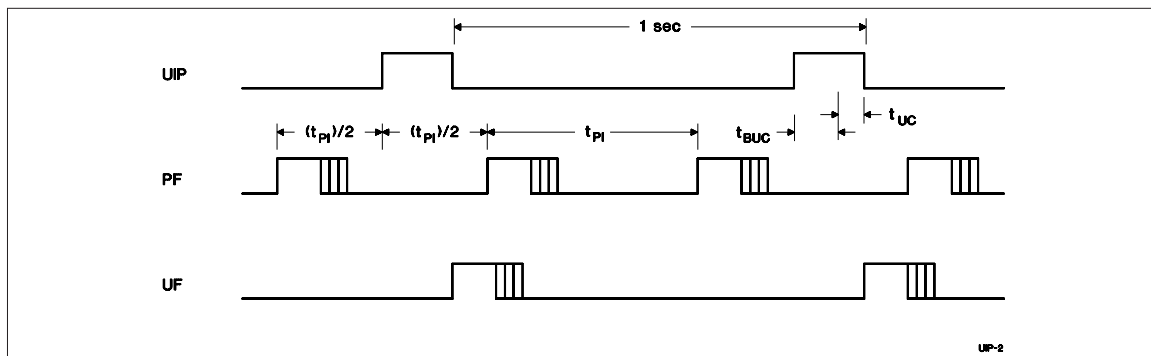 1 sec
UIP
(tPI)/2
(tPI)/2
tPI
tBUC
tUC
PF
UF
UIP-2